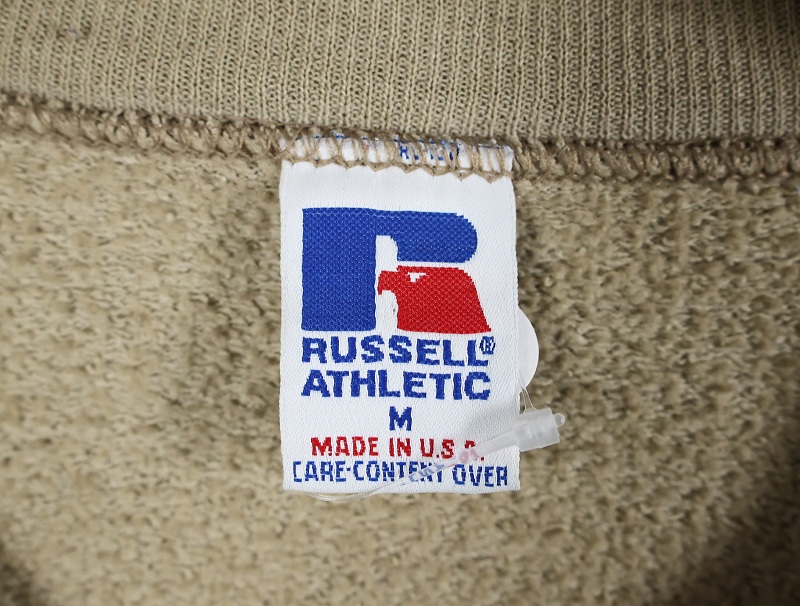 RUSSELL®
ATHLETIC
M
MADE IN U.S.A.
CARE-CONTENT OVER